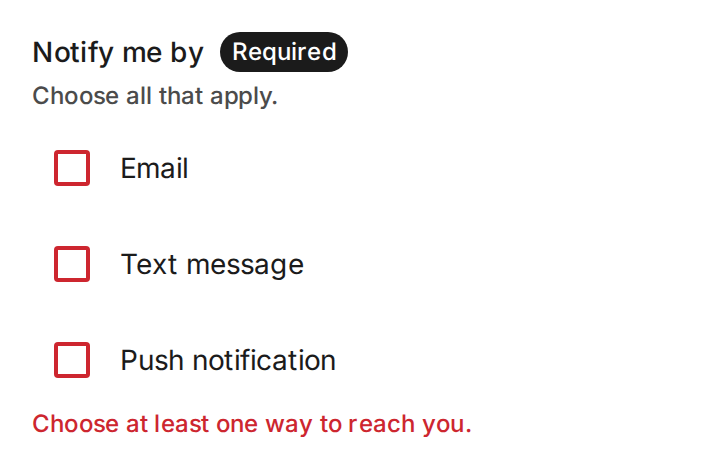 Notify me by Required
Choose all that apply.
Email
Text message
Push notification
Choose at least one way to reach you.